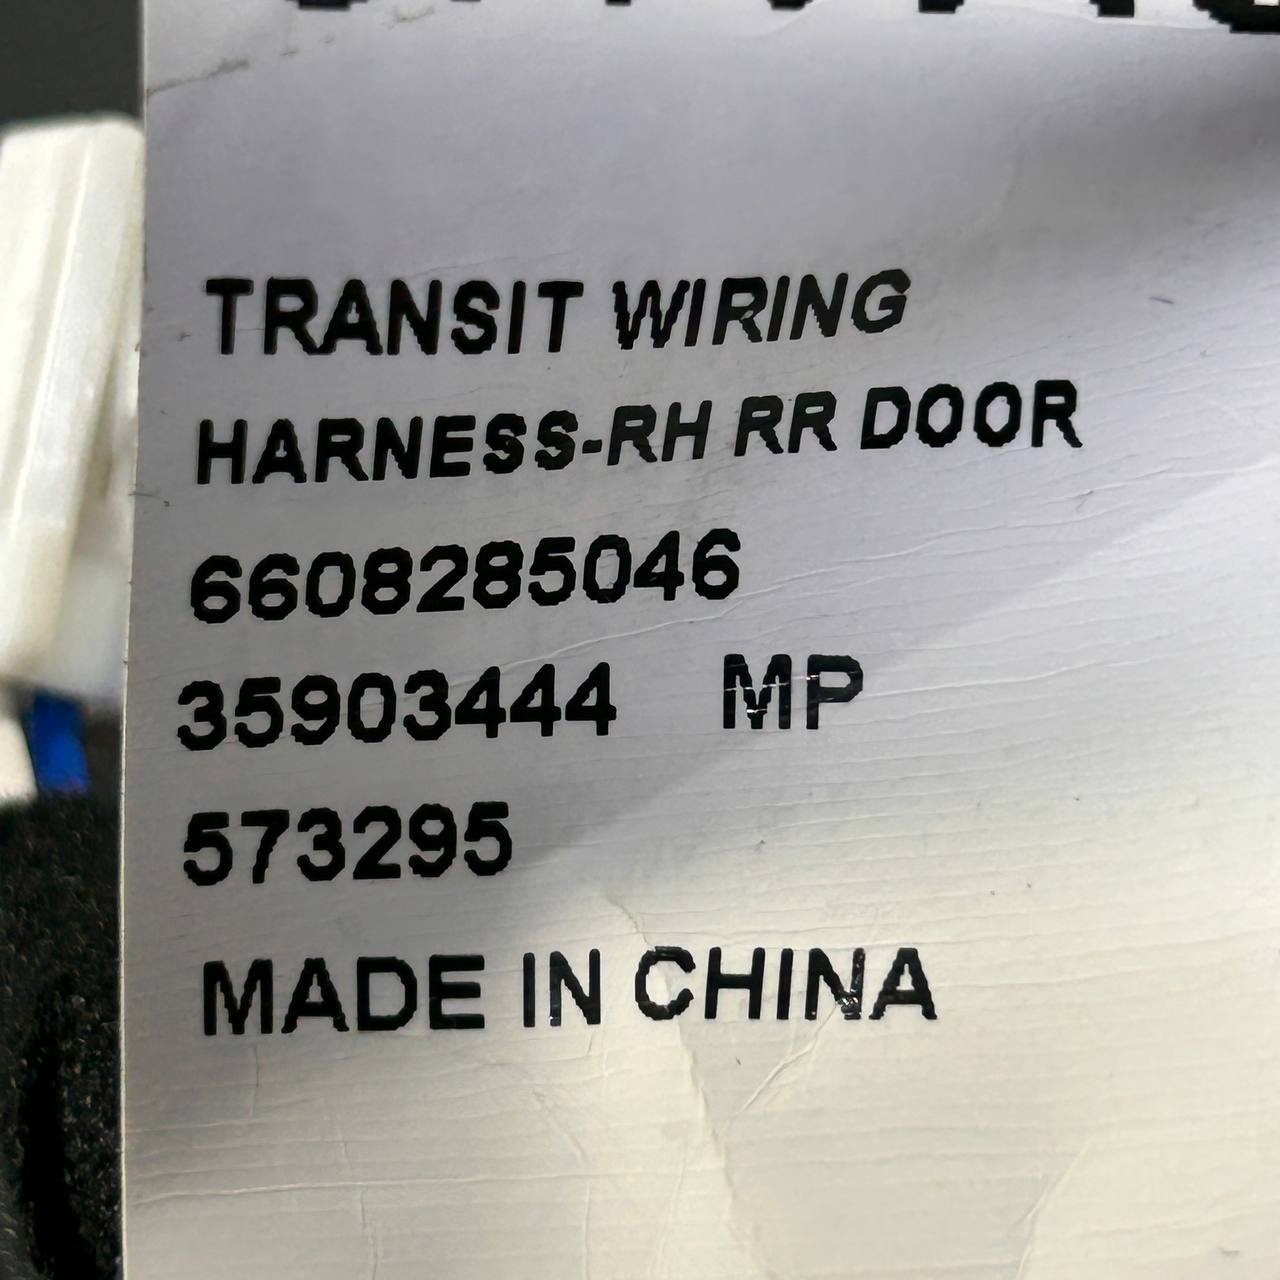 TRANSIT WIRING
HARNESS-RH RR DOOR
6608285046
35903444 MP
573295
MADE IN CHINA